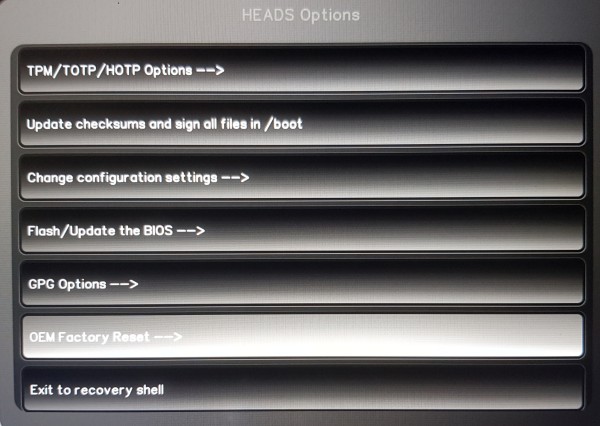 HEADS Options
TPM/TOTP/HOTP Options -->
Update checksums and sign all files in /boot
Change configuration settings -->
Flash/Update the BIOS -->
GPG Options -->
OEM Factory Reset -->
Exit to recovery shell